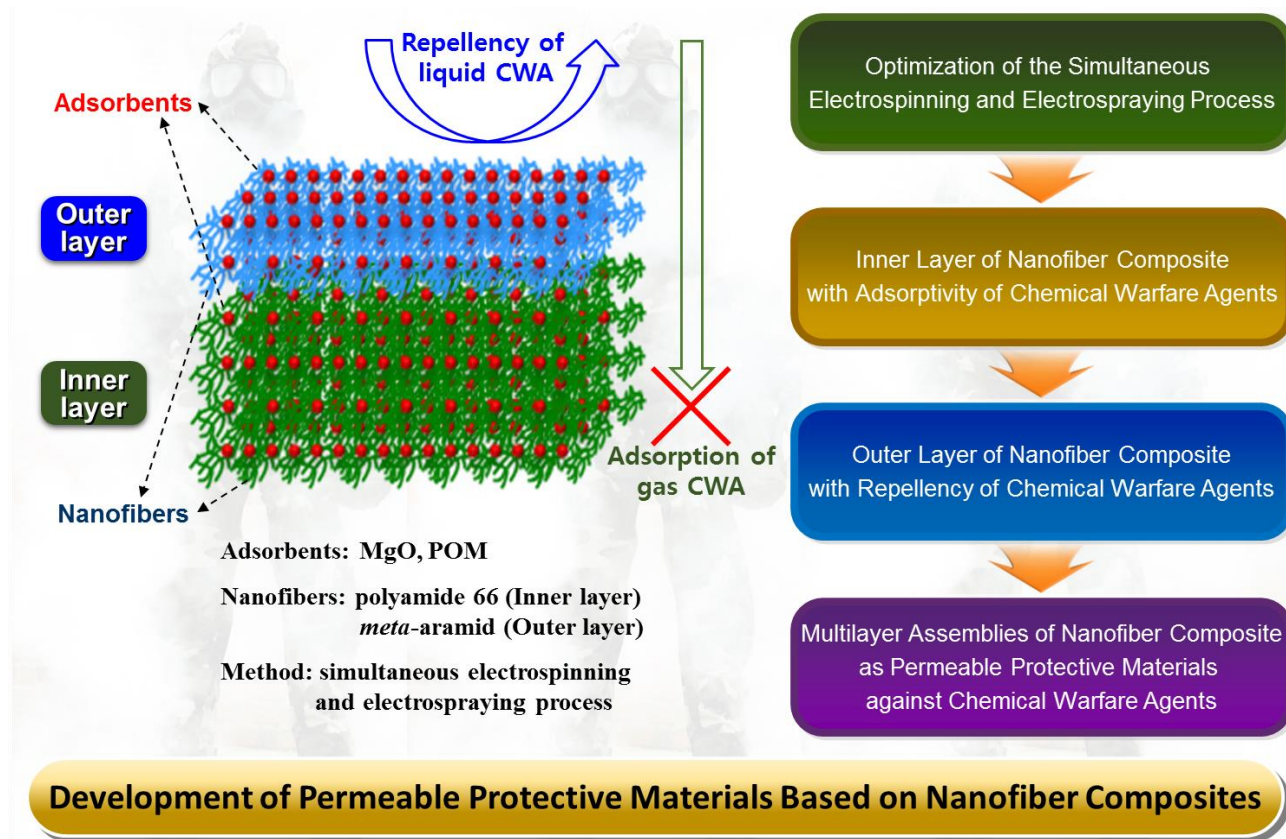 Repellency of
liquid CWA
Adsorbents
Outer
layer
Inner
layer
Adsorption of
gas CWA
Nanofibers
Adsorbents: MgO, POM
Nanofibers: polyamide 66 (Inner layer)
meta-aramid (Outer layer)
Method: simultaneous electrospinning
and electrospraying process
Optimization of the Simultaneous
Electrospinning and Electrospraying Process
Inner Layer of Nanofiber Composite
with Adsorptivity of Chemical Warfare Agents
Outer Layer of Nanofiber Composite
with Repellency of Chemical Warfare Agents
Multilayer Assemblies of Nanofiber Composite
as Permeable Protective Materials
against Chemical Warfare Agents
Development of Permeable Protective Materials Based on Nanofiber Composites